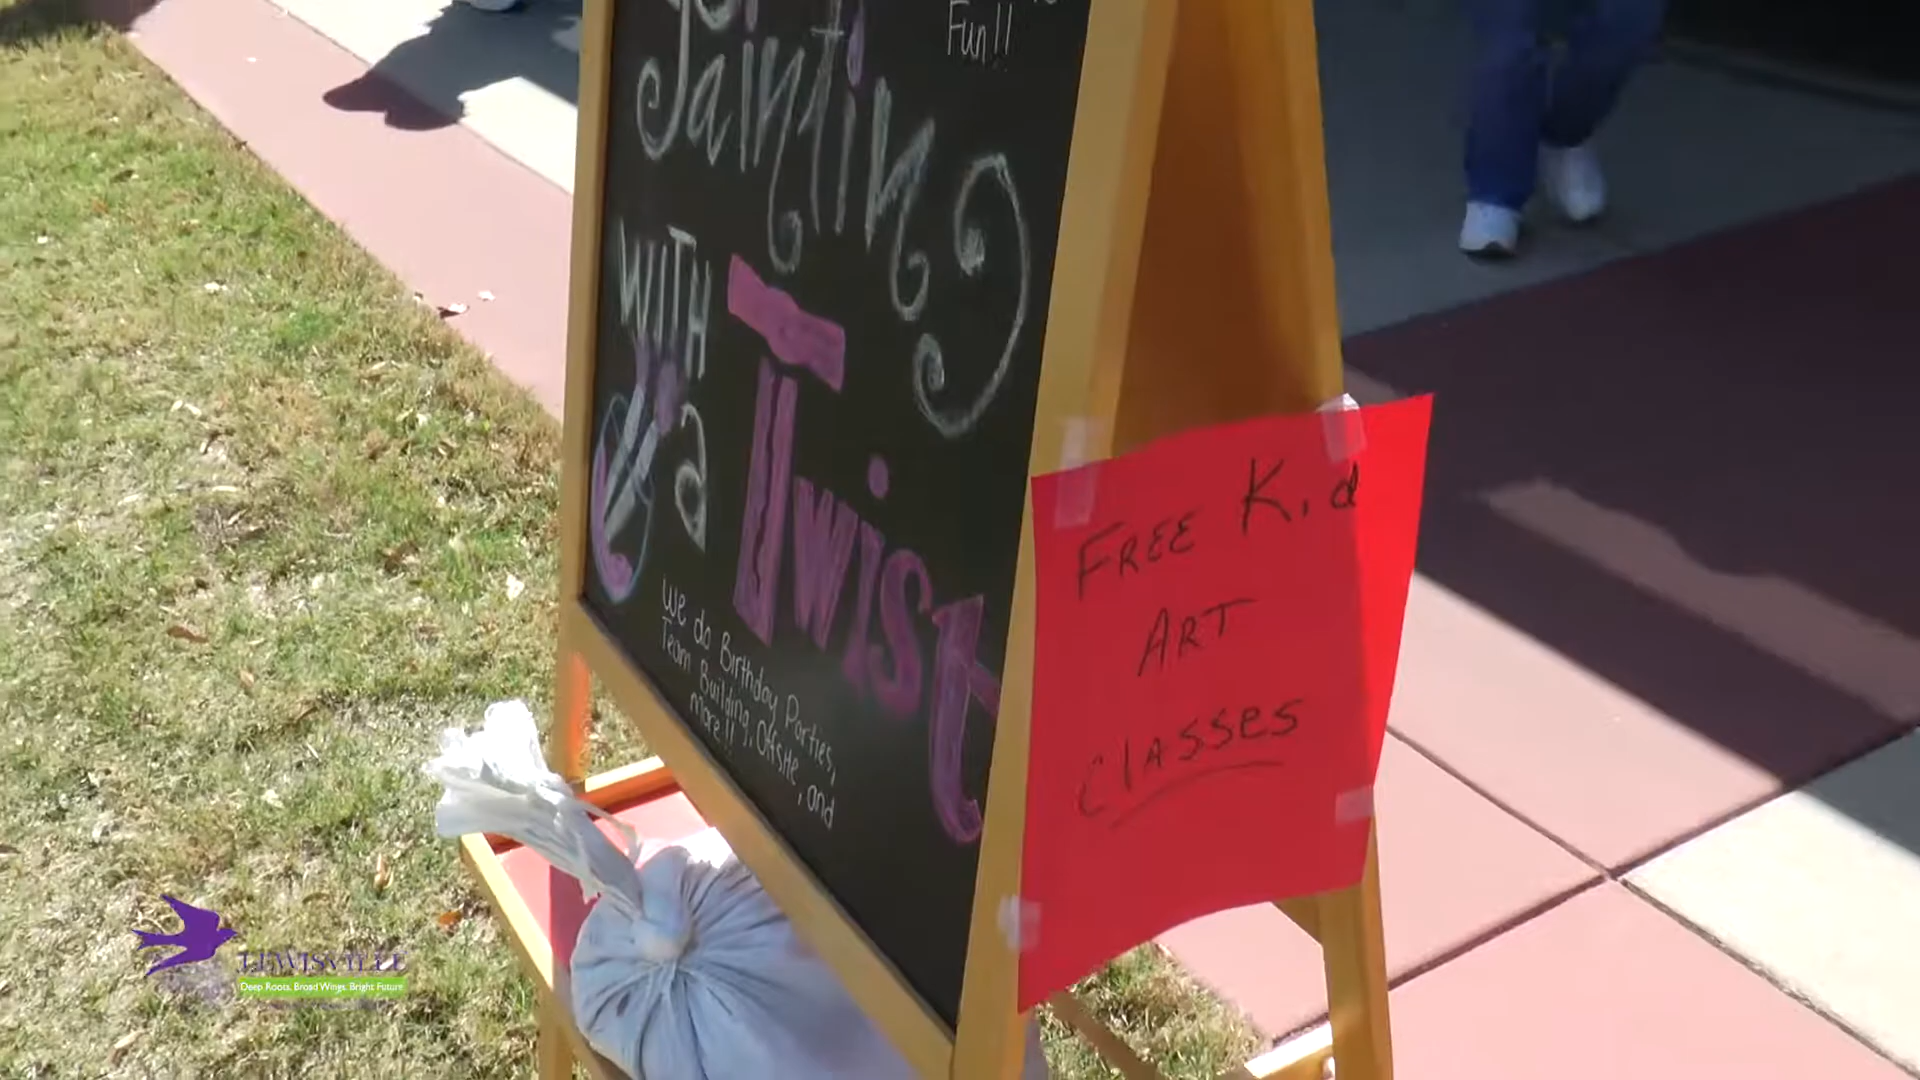 Fun!!
Painting
WITH
a Twist
We do Birthday Parties,
Team Building, Offsite, and
more!!
FREE Kid
ART
Classes
LEWISVILLE
Deep Roots. Broad Wings. Bright Future